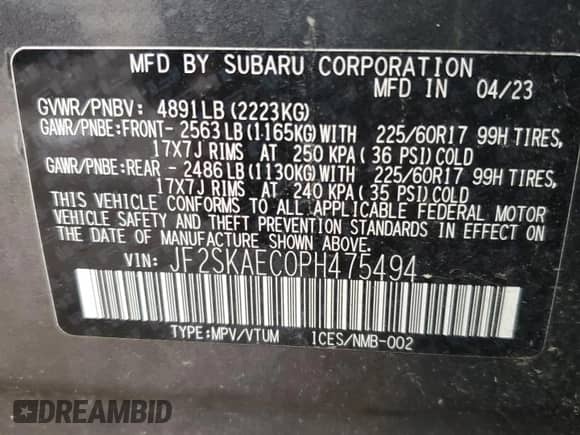 MFD BY SUBARU CORPORATION
MFD IN 04/23
GVWR/PNBV: 4891LB (2223KG)
GAWR/PNBE:FRONT- 2563LB (1165KG) WITH 225/60R17 99H TIRES,
17X7J RIMS AT 250 KPA (36 PSI) COLD
GAWR/PNBE:REAR - 2486LB (1130KG) WITH 225/60R17 99H TIRES,
17X7J RIMS AT 240 KPA (35 PSI) COLD
THIS VEHICLE CONFORMS TO ALL APPLICABLE FEDERAL MOTOR
VEHICLE SAFETY AND THEFT PREVENTION STANDARDS IN EFFECT ON
THE DATE OF MANUFACTURE SHOWN ABOVE.
VIN: JF2SKAEC0PH475494
TYPE:MPV/VTUM ICES/NMB-002
DREAMBID